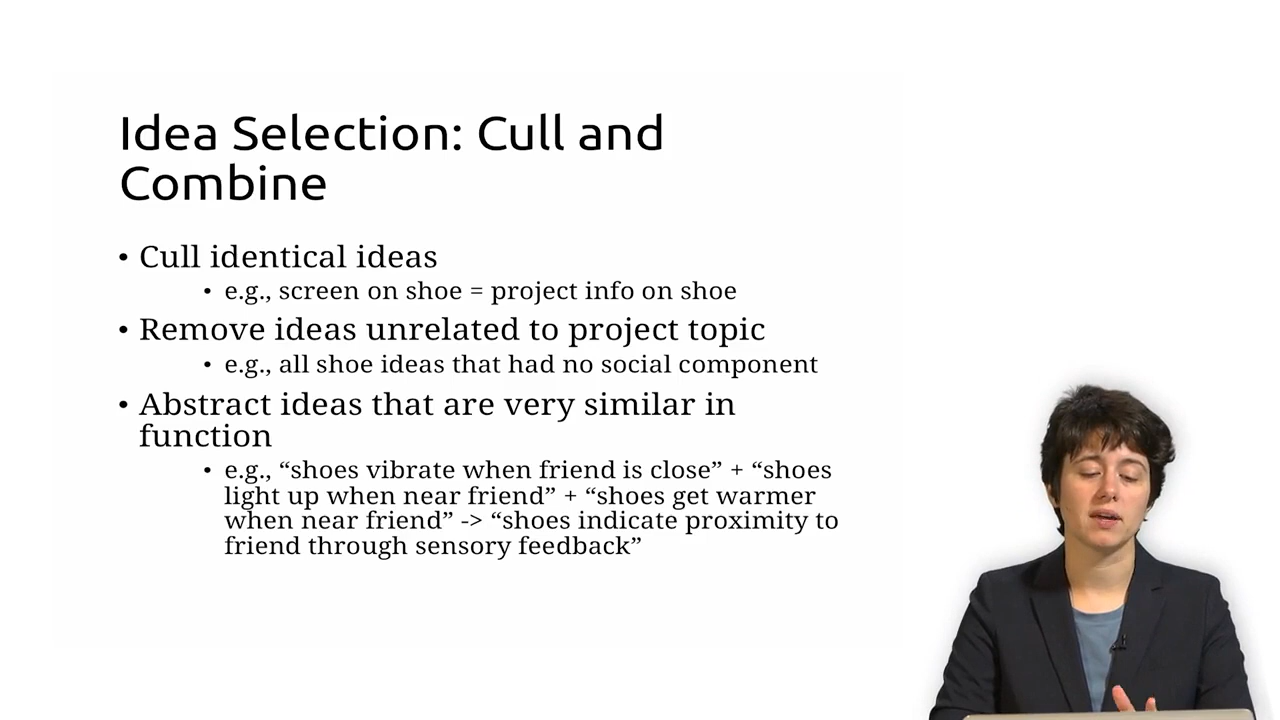 Idea Selection: Cull and
Combine
• Cull identical ideas
• e.g., screen on shoe = project info on shoe
• Remove ideas unrelated to project topic
• e.g., all shoe ideas that had no social component
• Abstract ideas that are very similar in
function
• e.g., “shoes vibrate when friend is close” + “shoes
light up when near friend” + “shoes get warmer
when near friend” -> “shoes indicate proximity to
friend through sensory feedback”